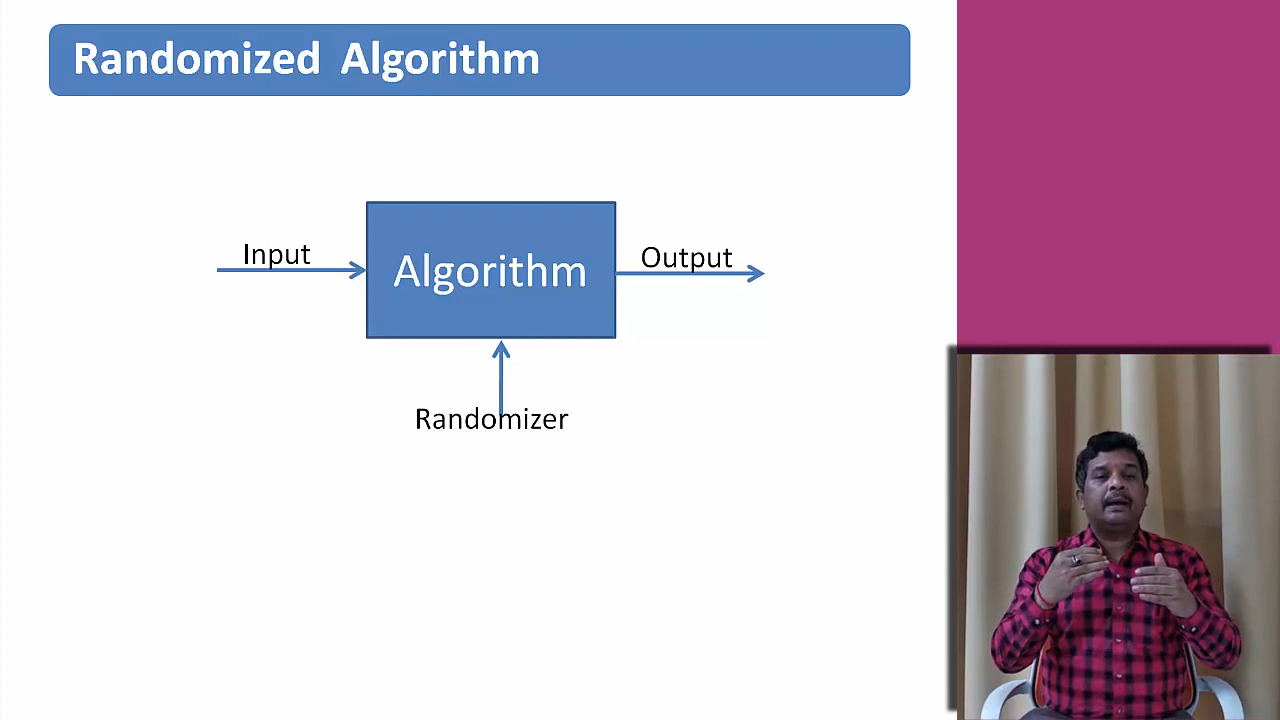 Randomized Algorithm
Input
Algorithm
Output
Randomizer